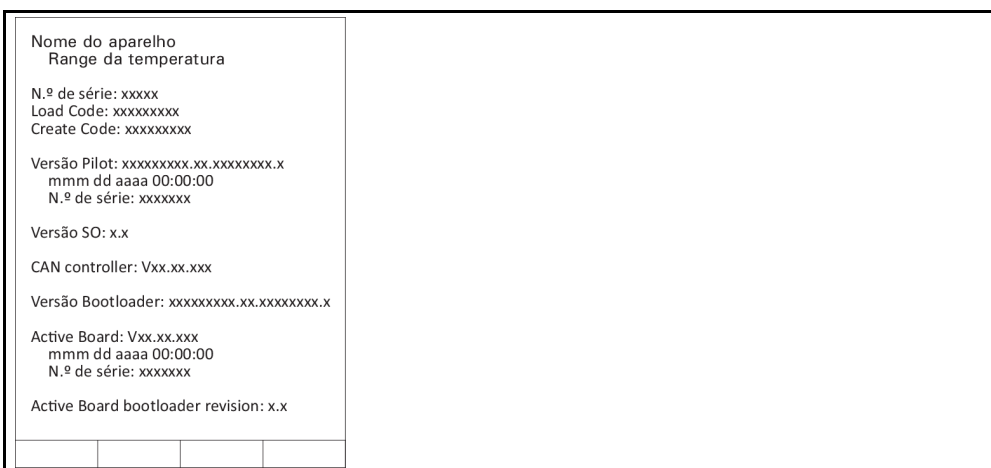 Nome do aparelho
Range da temperatura
N.º de série: xxxxx
Load Code: xxxxxxxxx
Create Code: xxxxxxxxx
Versão Pilot: xxxxxxxxx.xx.xxxxxxxx.x
mmm dd aaaa 00:00:00
N.º de série: xxxxxxx
Versão SO: x.x
CAN controller: Vxx.xx.xxx
Versão Bootloader: xxxxxxxxx.xx.xxxxxxxx.x
Active Board: Vxx.xx.xxx
mmm dd aaaa 00:00:00
N.º de série: xxxxxxx
Active Board bootloader revision: x.x